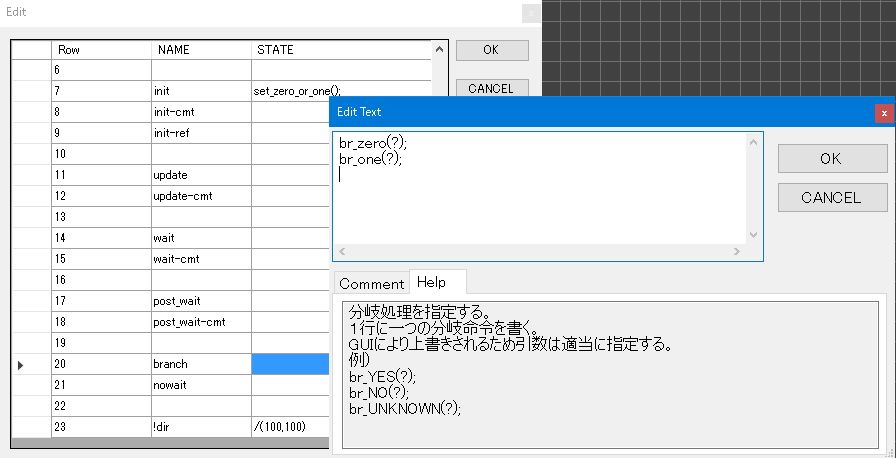 Edit
Row NAME STATE
6
7 init set_zero_or_one();
8 init-cmt
9 init-ref
10
11 update
12 update-cmt
13
14 wait
15 wait-cmt
16
17 post_wait
18 post_wait-cmt
19
20 branch
21 nowait
22
23 !dir /(100,100)
OK
CANCEL
Edit Text
x
br_zero(?);
br_one(?);
OK
CANCEL
Comment Help
分岐処理を指定する。
1行に一つの分岐命令を書く。
GUIにより上書きされるため引数は適当に指定する。
例)
br_YES(?);
br_NO(?);
br_UNKNOWN(?);